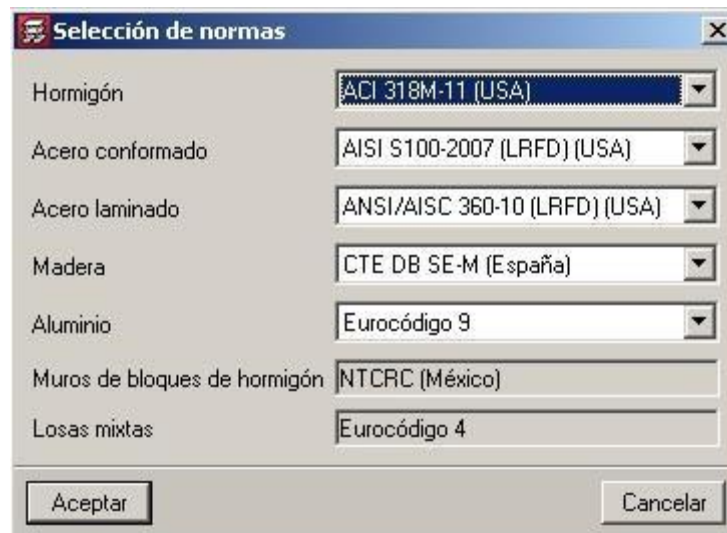 Selección de normas
Hormigón ACI 318M-11 (USA)
Acero conformado AISI S100-2007 (LRFD) (USA)
Acero laminado ANSI/AISC 360-10 (LRFD) (USA)
Madera CTE DB SE-M (España)
Aluminio Eurocódigo 9
Muros de bloques de hormigón NTCRC (México)
Losas mixtas Eurocódigo 4
Aceptar Cancelar